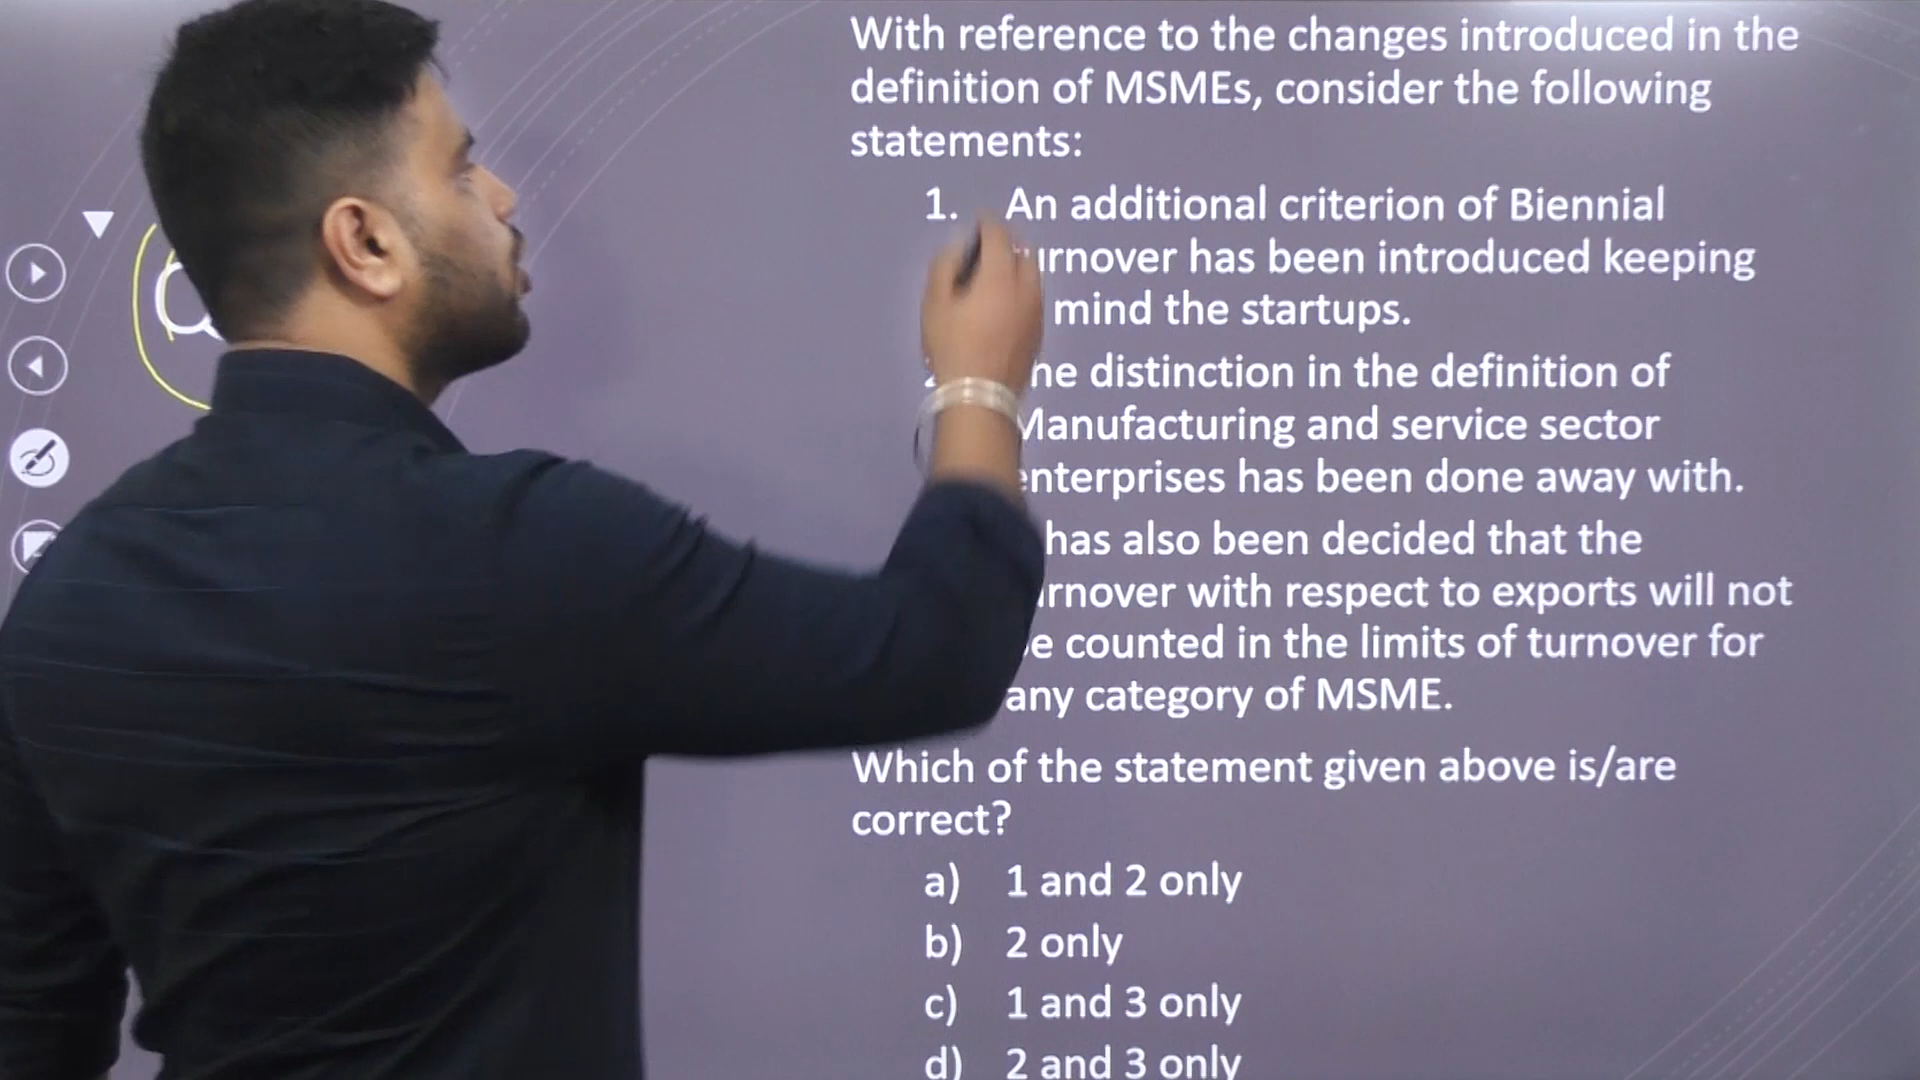 With reference to the changes introduced in the
definition of MSMEs, consider the following
statements:
1. An additional criterion of Biennial
urnover has been introduced keeping
mind the startups.
he distinction in the definition of
Manufacturing and service sector
enterprises has been done away with.
has also been decided that the
urnover with respect to exports will not
e counted in the limits of turnover for
any category of MSME.
Which of the statement given above is/are
correct?
a) 1 and 2 only
b) 2 only
c) 1 and 3 only
d) 2 and 3 only